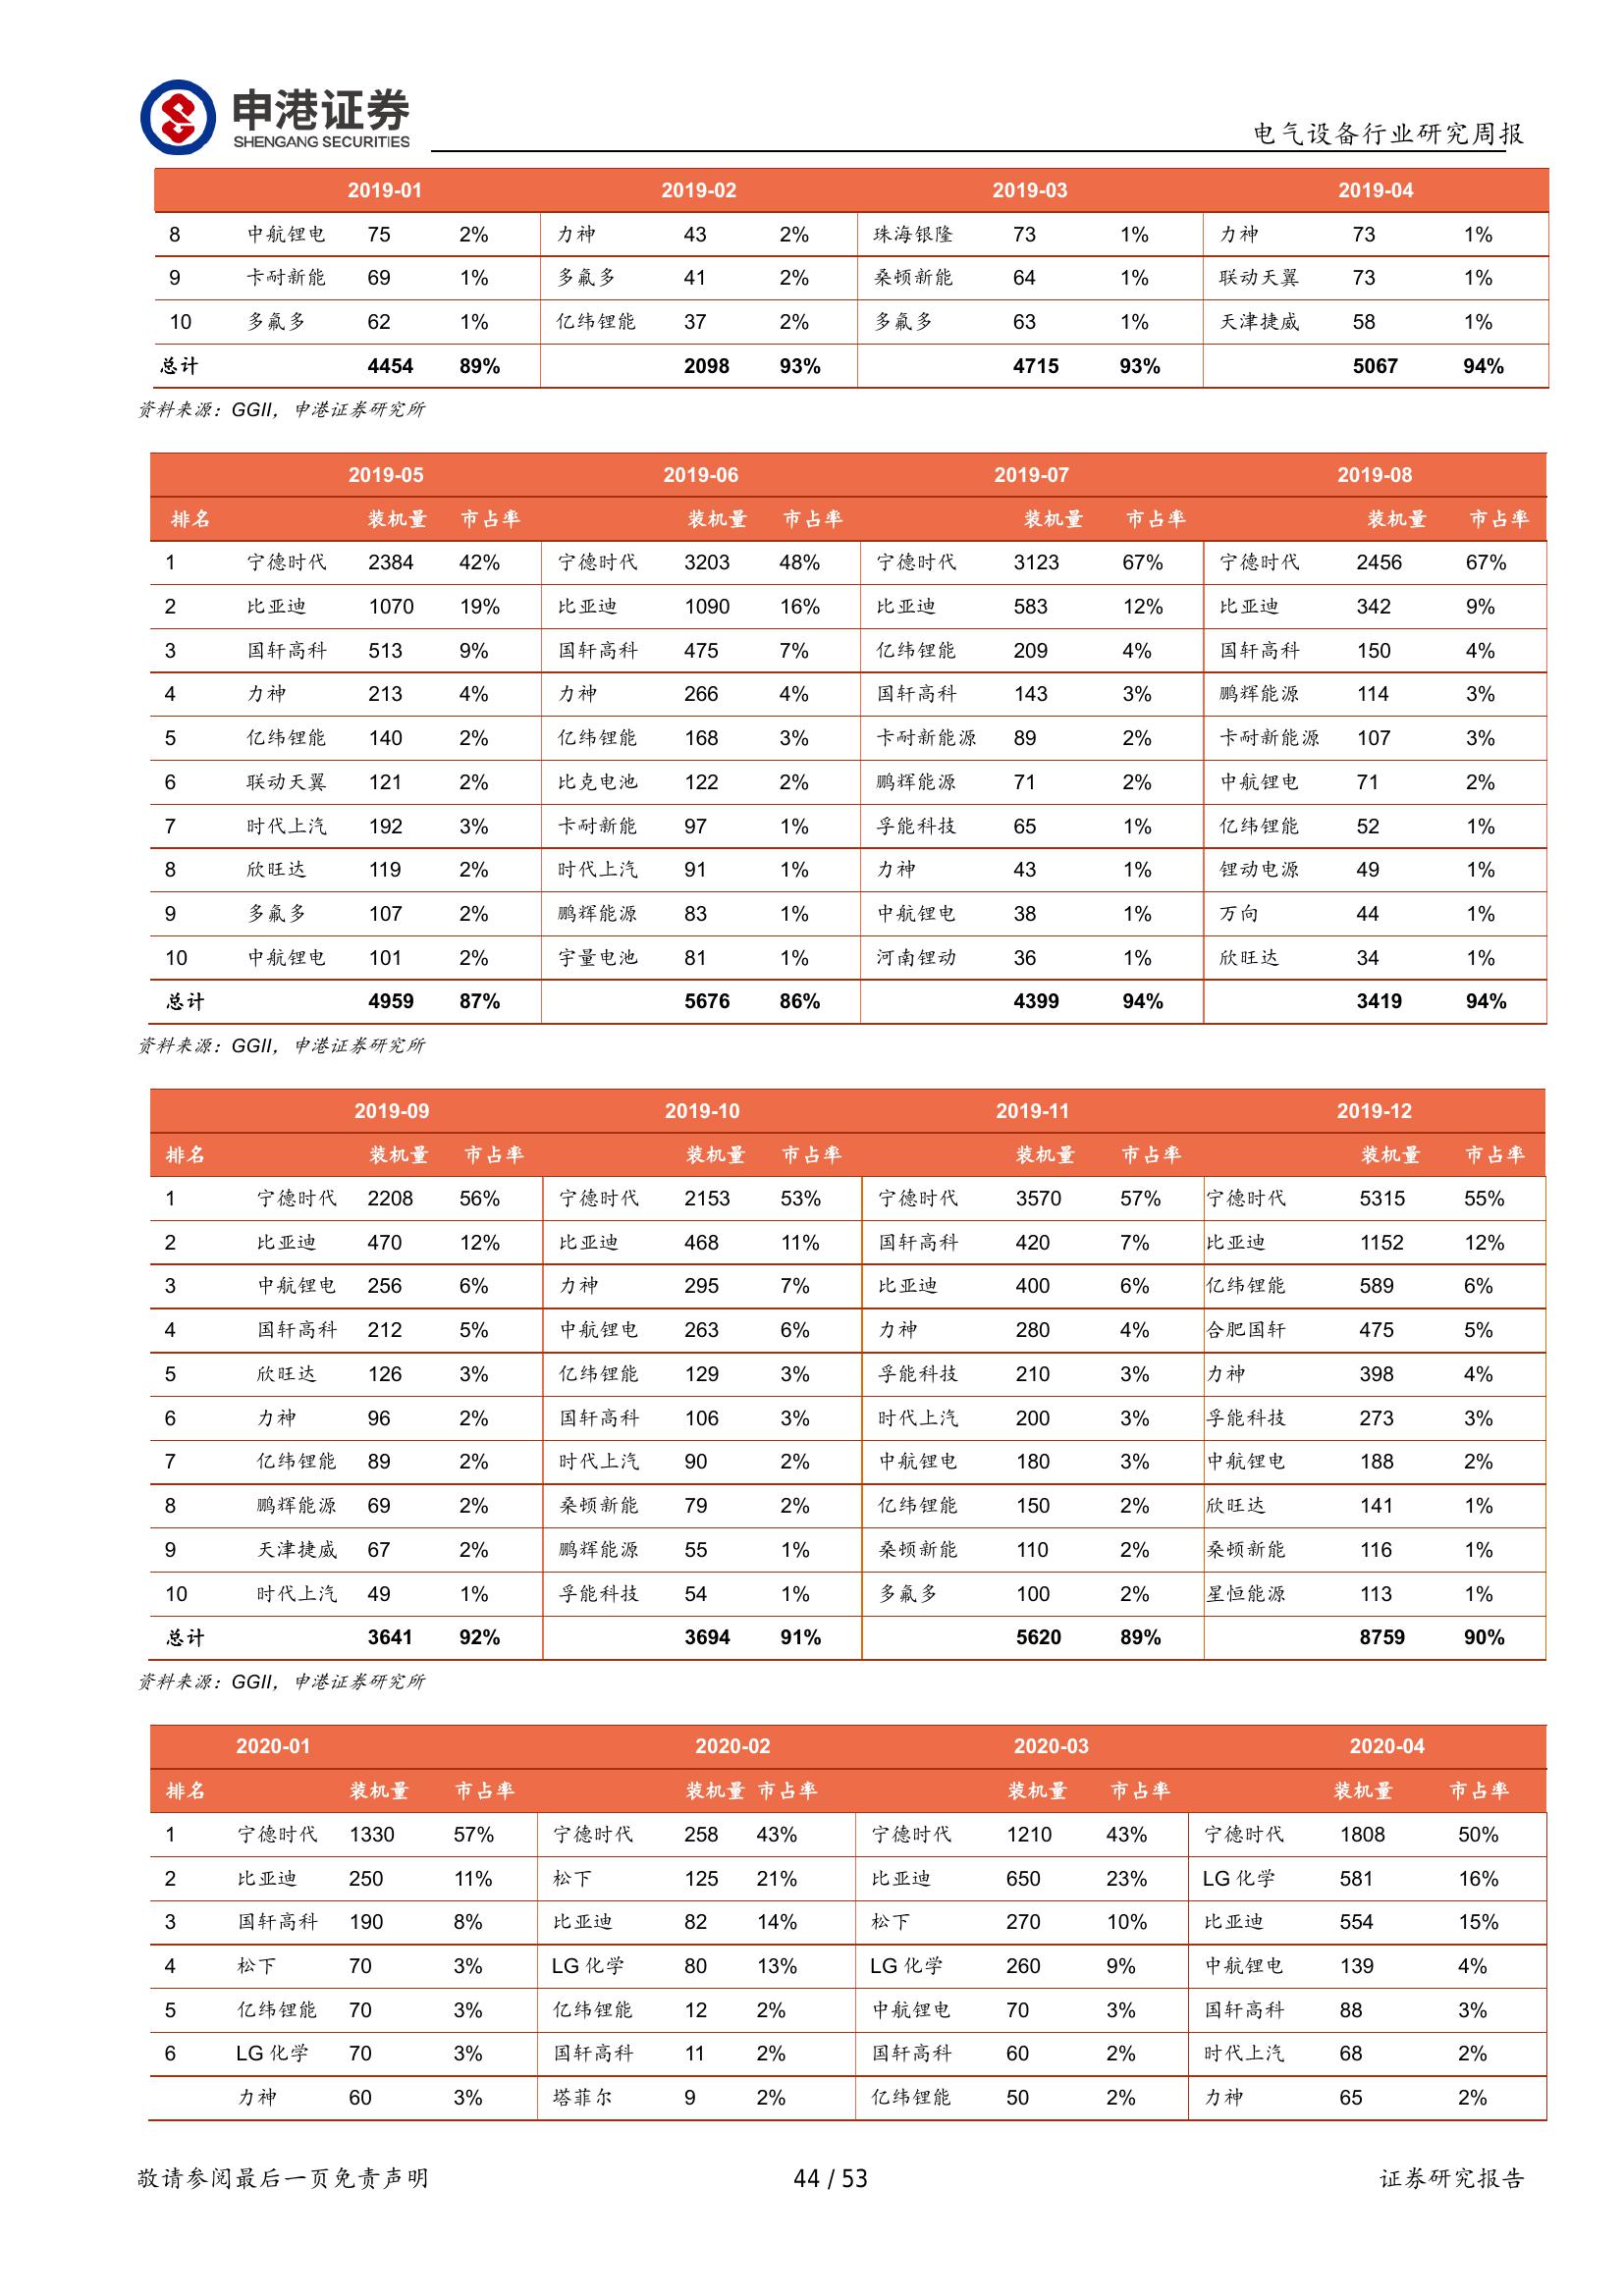 申港证券
SHENGANG SECURITIES
电气设备行业研究周报
2019-01 2019-02 2019-03 2019-04
8 中航锂电 75 2% 力神 43 2% 珠海银隆 73 1% 力神 73 1%
9 卡耐新能 69 1% 多氟多 41 2% 桑顿新能 64 1% 联动天翼 73 1%
10 多氟多 62 1% 亿纬锂能 37 2% 多氟多 63 1% 天津捷威 58 1%
总计 4454 89% 2098 93% 4715 93% 5067 94%
资料来源：GGII，申港证券研究所
2019-05 2019-06 2019-07 2019-08
排名 装机量 市占率 装机量 市占率 装机量 市占率 装机量 市占率
1 宁德时代 2384 42% 宁德时代 3203 48% 宁德时代 3123 67% 宁德时代 2456 67%
2 比亚迪 1070 19% 比亚迪 1090 16% 比亚迪 583 12% 比亚迪 342 9%
3 国轩高科 513 9% 国轩高科 475 7% 亿纬锂能 209 4% 国轩高科 150 4%
4 力神 213 4% 力神 266 4% 国轩高科 143 3% 鹏辉能源 114 3%
5 亿纬锂能 140 2% 亿纬锂能 168 3% 卡耐新能源 89 2% 卡耐新能源 107 3%
6 联动天翼 121 2% 比克电池 122 2% 鹏辉能源 71 2% 中航锂电 71 2%
7 时代上汽 192 3% 卡耐新能 97 1% 孚能科技 65 1% 亿纬锂能 52 1%
8 欣旺达 119 2% 时代上汽 91 1% 力神 43 1% 锂动电源 49 1%
9 多氟多 107 2% 鹏辉能源 83 1% 中航锂电 38 1% 万向 44 1%
10 中航锂电 101 2% 宇量电池 81 1% 河南锂动 36 1% 欣旺达 34 1%
总计 4959 87% 5676 86% 4399 94% 3419 94%
资料来源：GGII，申港证券研究所
2019-09 2019-10 2019-11 2019-12
排名 装机量 市占率 装机量 市占率 装机量 市占率 装机量 市占率
1 宁德时代 2208 56% 宁德时代 2153 53% 宁德时代 3570 57% 宁德时代 5315 55%
2 比亚迪 470 12% 比亚迪 468 11% 国轩高科 420 7% 比亚迪 1152 12%
3 中航锂电 256 6% 力神 295 7% 比亚迪 400 6% 亿纬锂能 589 6%
4 国轩高科 212 5% 中航锂电 263 6% 力神 280 4% 合肥国轩 475 5%
5 欣旺达 126 3% 亿纬锂能 129 3% 孚能科技 210 3% 力神 398 4%
6 力神 96 2% 国轩高科 106 3% 时代上汽 200 3% 孚能科技 273 3%
7 亿纬锂能 89 2% 时代上汽 90 2% 中航锂电 180 3% 中航锂电 188 2%
8 鹏辉能源 69 2% 桑顿新能 79 2% 亿纬锂能 150 2% 欣旺达 141 1%
9 天津捷威 67 2% 鹏辉能源 55 1% 桑顿新能 110 2% 桑顿新能 116 1%
10 时代上汽 49 1% 孚能科技 54 1% 多氟多 100 2% 星恒能源 113 1%
总计 3641 92% 3694 91% 5620 89% 8759 90%
资料来源：GGII，申港证券研究所
2020-01 2020-02 2020-03 2020-04
排名 装机量 市占率 装机量 市占率 装机量 市占率 装机量 市占率
1 宁德时代 1330 57% 宁德时代 258 43% 宁德时代 1210 43% 宁德时代 1808 50%
2 比亚迪 250 11% 松下 125 21% 比亚迪 650 23% LG 化学 581 16%
3 国轩高科 190 8% 比亚迪 82 14% 松下 270 10% 比亚迪 554 15%
4 松下 70 3% LG 化学 80 13% LG 化学 260 9% 中航锂电 139 4%
5 亿纬锂能 70 3% 亿纬锂能 12 2% 中航锂电 70 3% 国轩高科 88 3%
6 LG 化学 70 3% 国轩高科 11 2% 国轩高科 60 2% 时代上汽 68 2%
力神 60 3% 塔菲尔 9 2% 亿纬锂能 50 2% 力神 65 2%
敬请参阅最后一页免责声明 44 / 53 证券研究报告